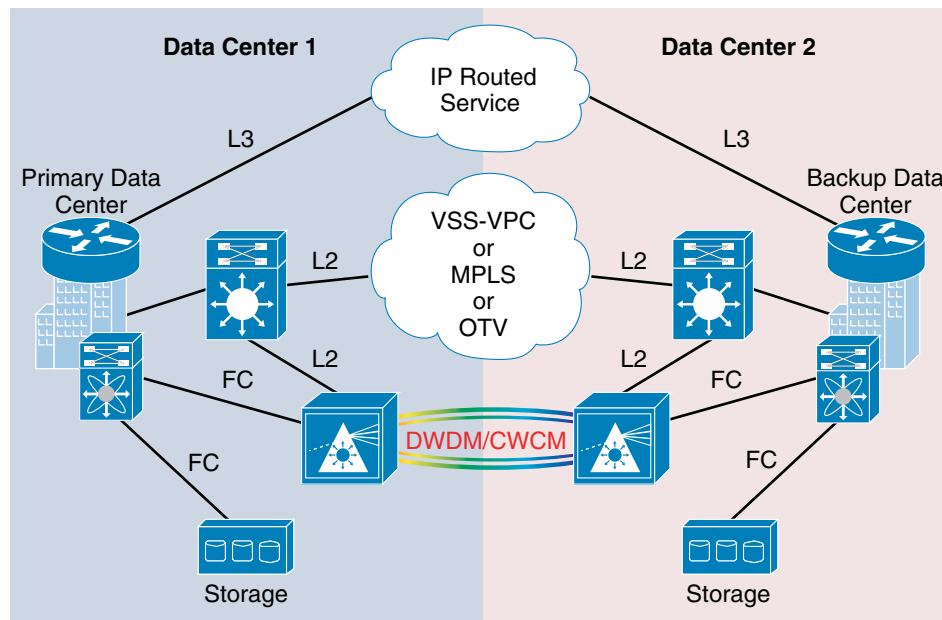 Data Center 1
Data Center 2
IP Routed
Service
L3
L3
Primary Data
Center
Backup Data
Center
VSS-VPC
or
MPLS
or
OTV
L2
L2
L2
L2
FC
FC
DWDM/CWCM
FC
FC
Storage
Storage